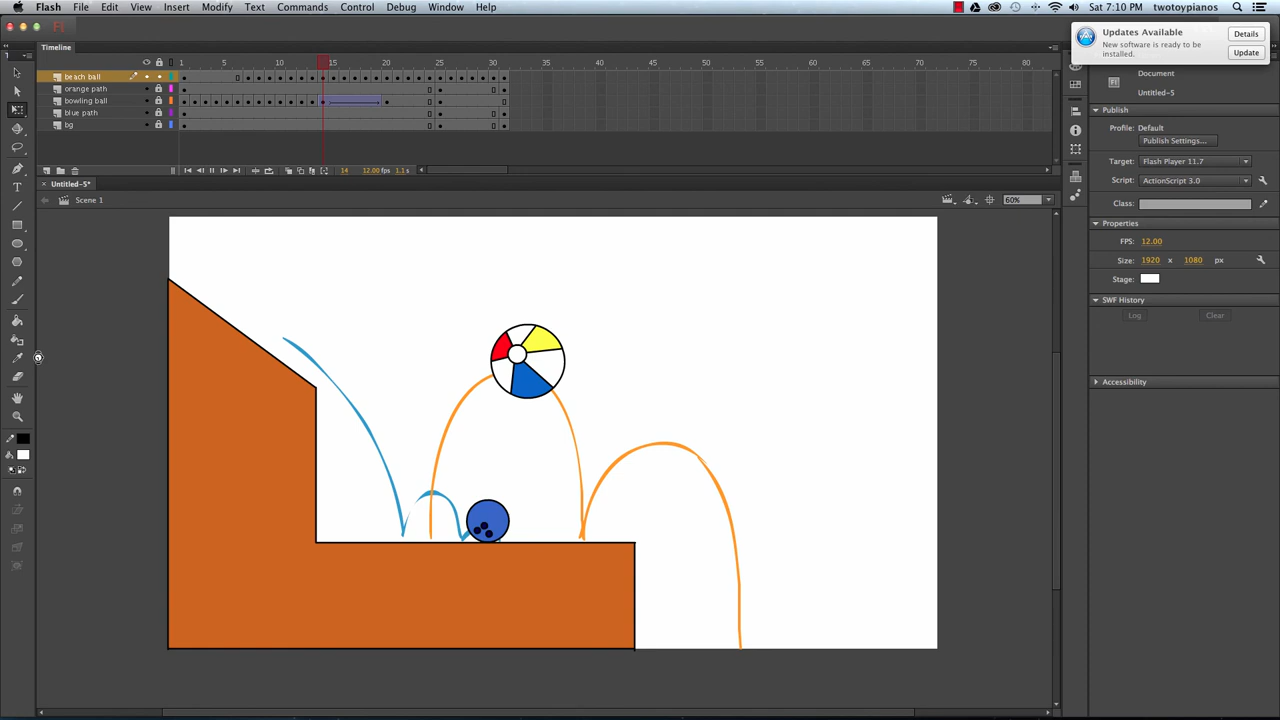 Flash File Edit View Insert Modify Text Commands Control Debug Window Help Sat 7:10 PM twotoypianos
Fl
Updates Available
New software is ready to be installed.
Details
Update
Timeline
1 5 10 15 20 25 30 35 40 45 50 55 60 65 70 75 80
beach ball
orange path
bowling ball
blue path
bg
14 12.00 fps 1.1 s
Untitled-5*
Scene 1
60%
Fl
Document
Untitled-5
Publish
Profile: Default
Publish Settings...
Target: Flash Player 11.7
Script: ActionScript 3.0
Class:
Properties
FPS: 12.00
Size: 1920 x 1080 px
Stage:
SWF History
Log Clear
Accessibility